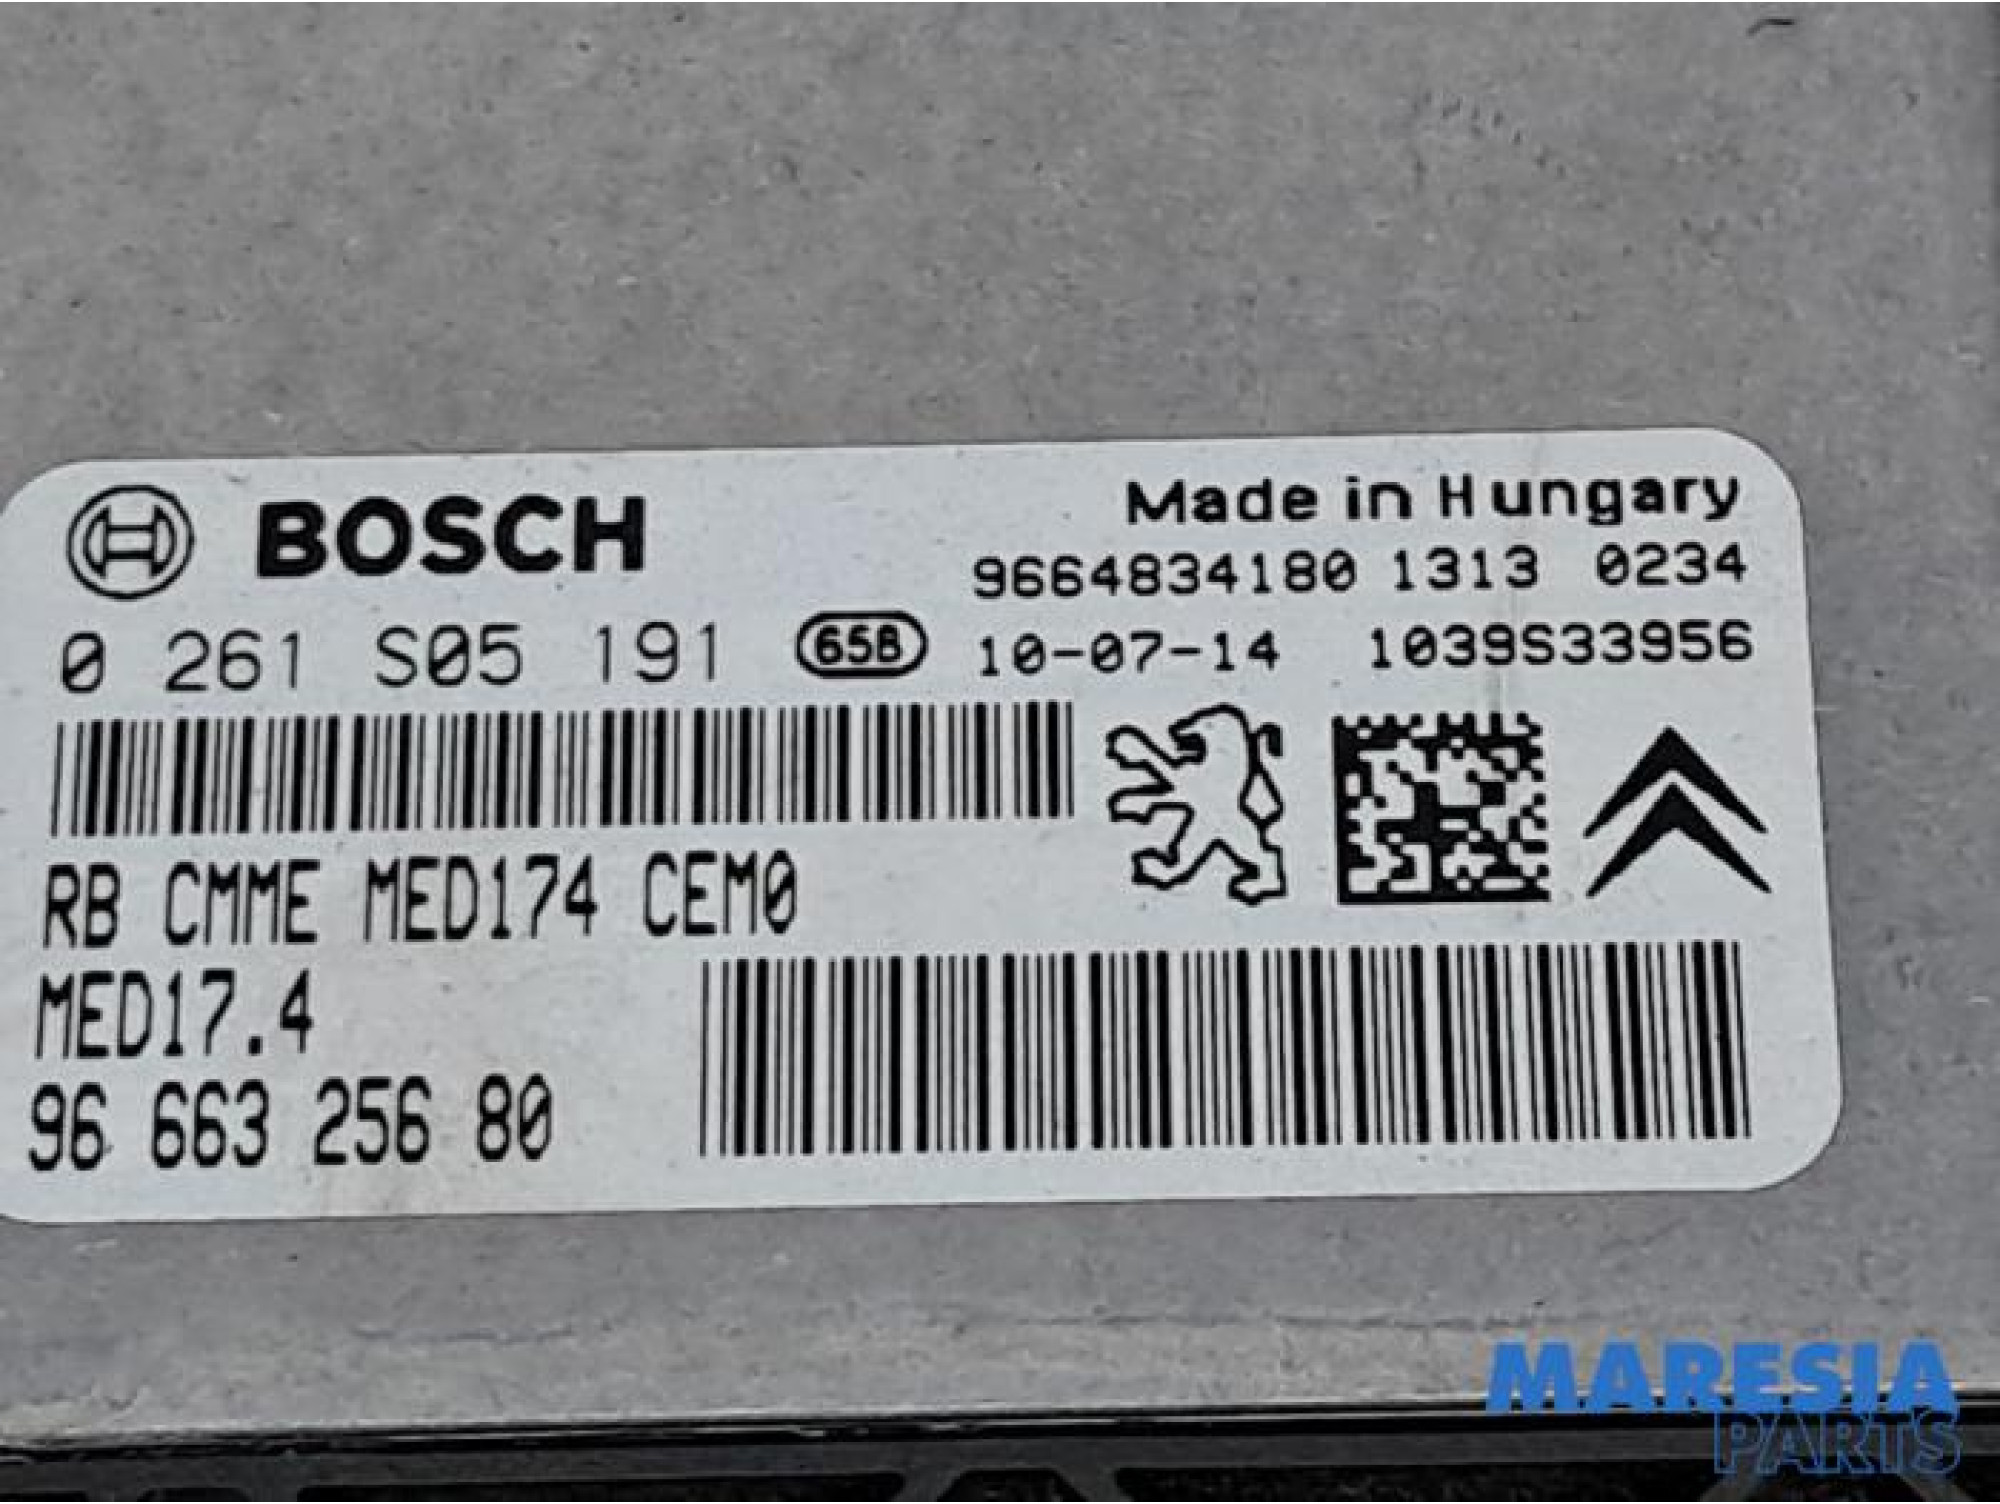 BOSCH
Made in Hungary
9664834180 1313 0234
0 261 S05 191 65B 10-07-14 1039S33956
RB CMME MED174 CEM0
MED17.4
96 663 256 80
MARESIA
PARTS